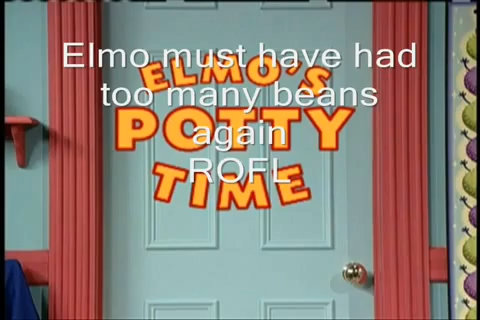 Elmo must have had
too many beans
again
ROFL
ELMO'S
POTTY
TIME